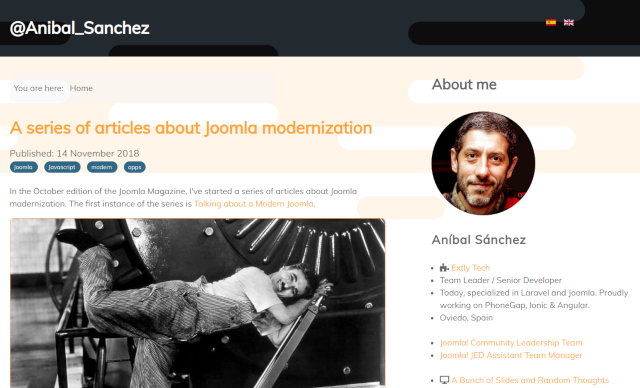 @Anibal_Sanchez
You are here: Home
A series of articles about Joomla modernization
Published: 14 November 2018
Joomla Javascript modern apps
In the October edition of the Joomla Magazine, I've started a series of articles about Joomla
modernization. The first instance of the series is Talking about a Modern Joomla.
About me
Aníbal Sánchez
Extly Tech
Team Leader / Senior Developer
Today, specialized in Laravel and Joomla. Proudly
working on PhoneGap, Ionic & Angular.
Oviedo, Spain
Joomla! Community Leadership Team
Joomla! JED Assistant Team Manager
A Bunch of Slides and Random Thoughts